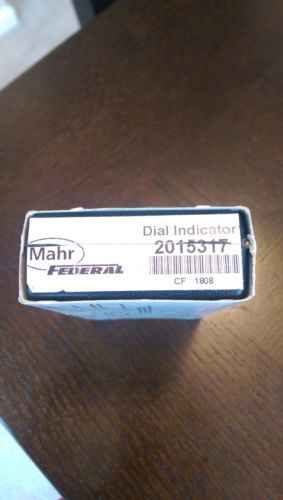 Dial Indicator
Mahr
FEDERAL
2015317
CF 1808